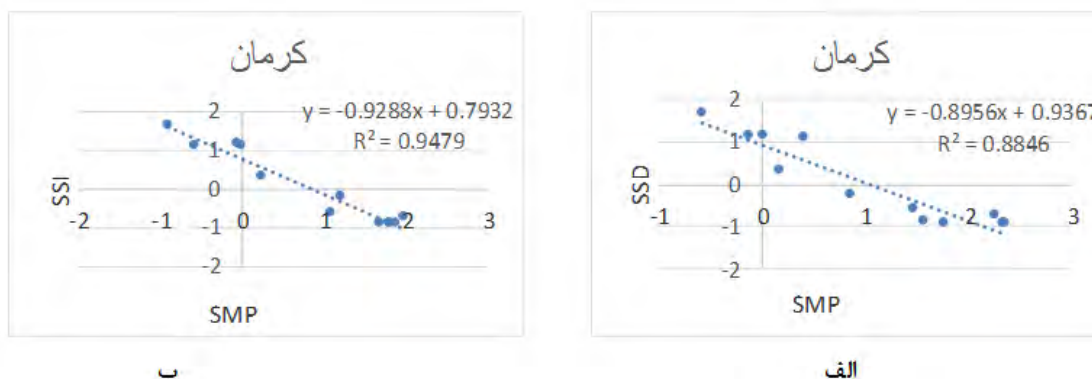 کرمان
y = -0.9288x + 0.7932
R² = 0.9479
2
1
0
-1
-2
-2 -1 0 1 2 3
SSI
SMP
ب
کرمان
y = -0.8956x + 0.9367
R² = 0.8846
2
1
0
-1
-2
-1 0 1 2 3
SSD
SMP
الف